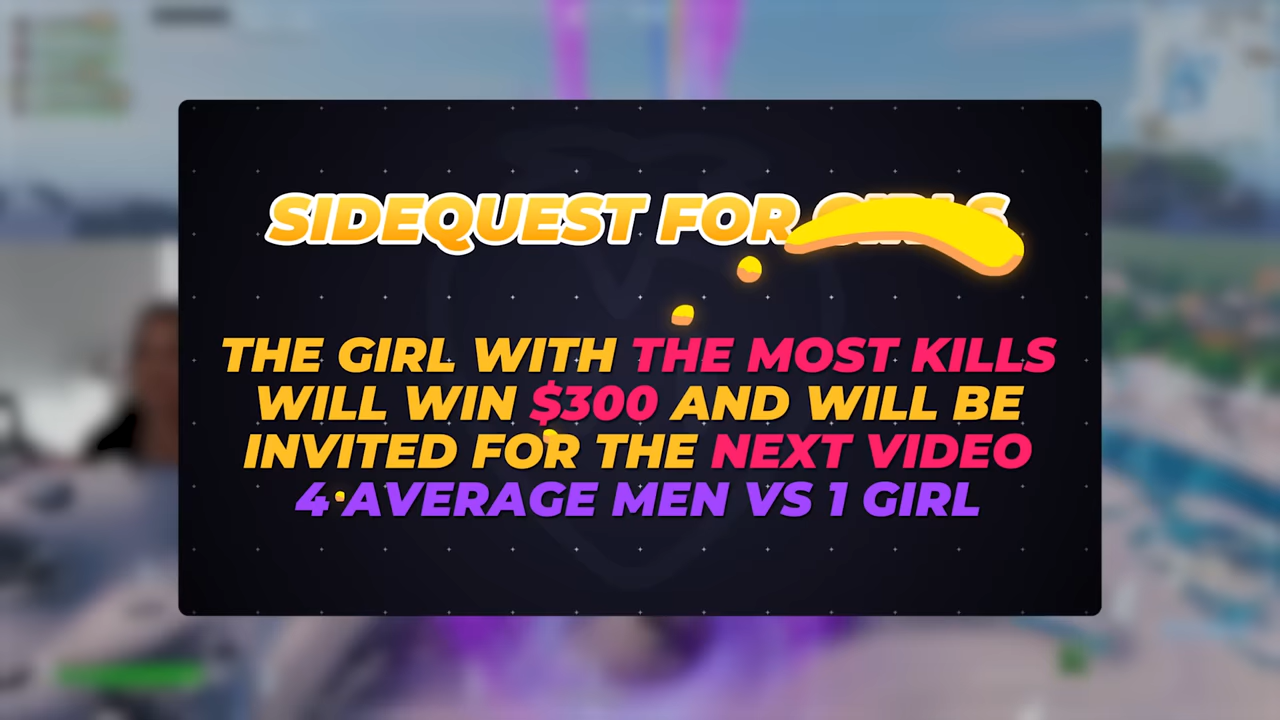 SIDEQUEST FOR GIRLS
THE GIRL WITH THE MOST KILLS
WILL WIN $300 AND WILL BE
INVITED FOR THE NEXT VIDEO
4 AVERAGE MEN VS 1 GIRL